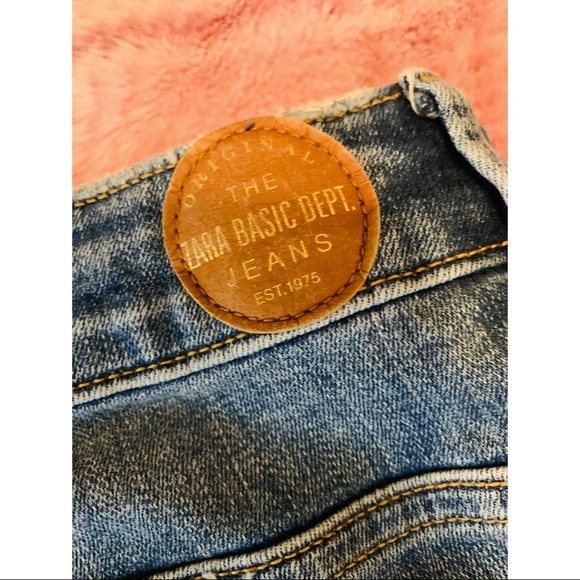 ORIGINAL
THE
ZARA BASIC DEPT.
JEANS
EST.1975